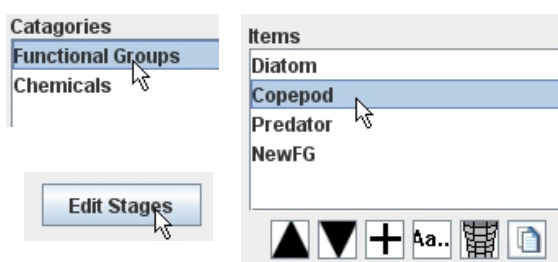 Catagories
Functional Groups
Chemicals
Edit Stages
Items
Diatom
Copepod
Predator
NewFG
Aa..